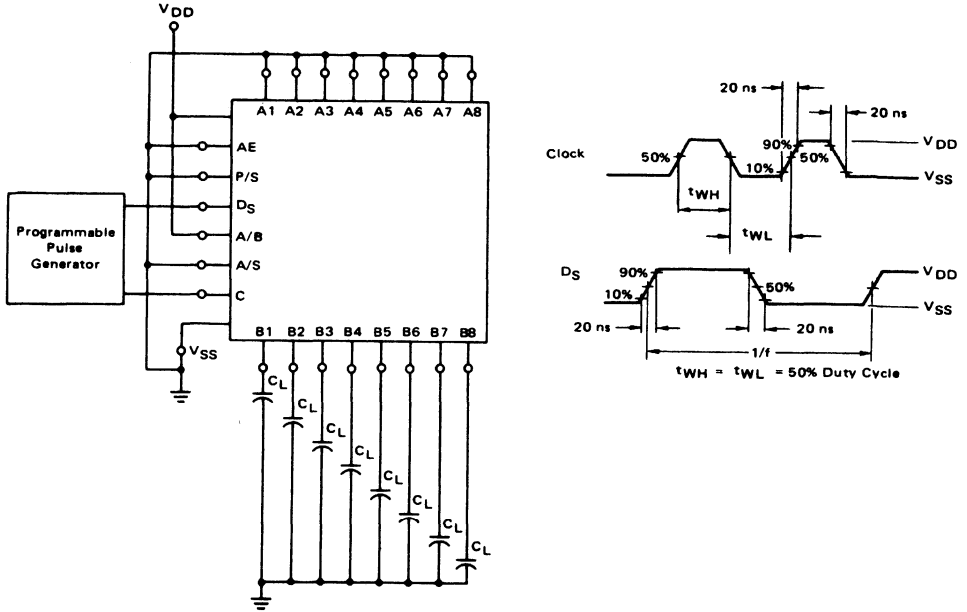 VDD
A1 A2 A3 A4 A5 A6 A7 A8
AE
P/S
DS
A/B
A/S
C
Programmable
Pulse
Generator
B1 B2 B3 B4 B5 B6 B7 B8
VSS
CL
CL
CL
CL
CL
CL
CL
CL
20 ns
20 ns
Clock
50%
90%
10%
50%
VDD
VSS
tWH
tWL
DS
90%
10%
50%
VDD
VSS
20 ns
20 ns
1/f
tWH = tWL = 50% Duty Cycle